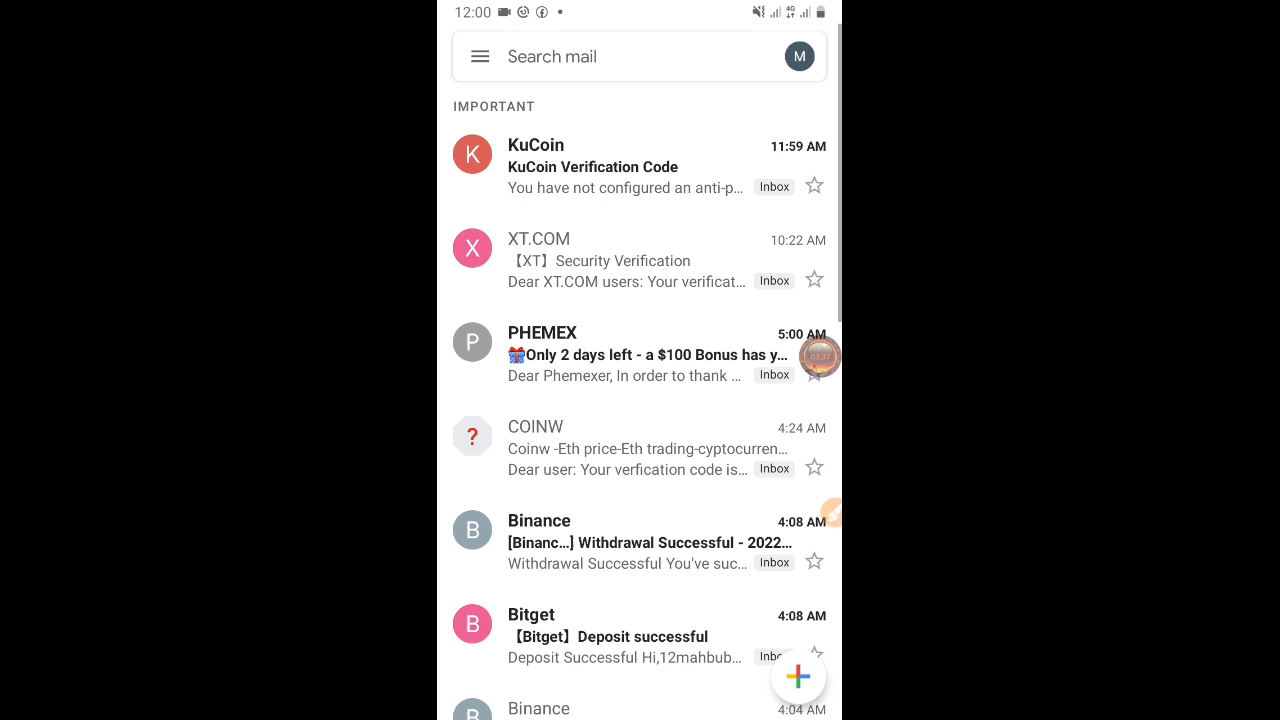 12:00
4G
Search mail
M
IMPORTANT
K
KuCoin
11:59 AM
KuCoin Verification Code
You have not configured an anti-p...
Inbox
X
XT.COM
10:22 AM
【XT】Security Verification
Dear XT.COM users: Your verificat...
Inbox
P
PHEMEX
5:00 AM
🎁Only 2 days left - a $100 Bonus has y...
03:37
Dear Phemexer, In order to thank ...
Inbox
?
COINW
4:24 AM
Coinw -Eth price-Eth trading-cyptocurren...
Dear user: Your verfication code is...
Inbox
B
Binance
4:08 AM
[Binanc...] Withdrawal Successful - 2022...
Withdrawal Successful You've suc...
Inbox
B
Bitget
4:08 AM
【Bitget】Deposit successful
Deposit Successful Hi,12mahbub...
Inbo
B
Binance
4:04 AM